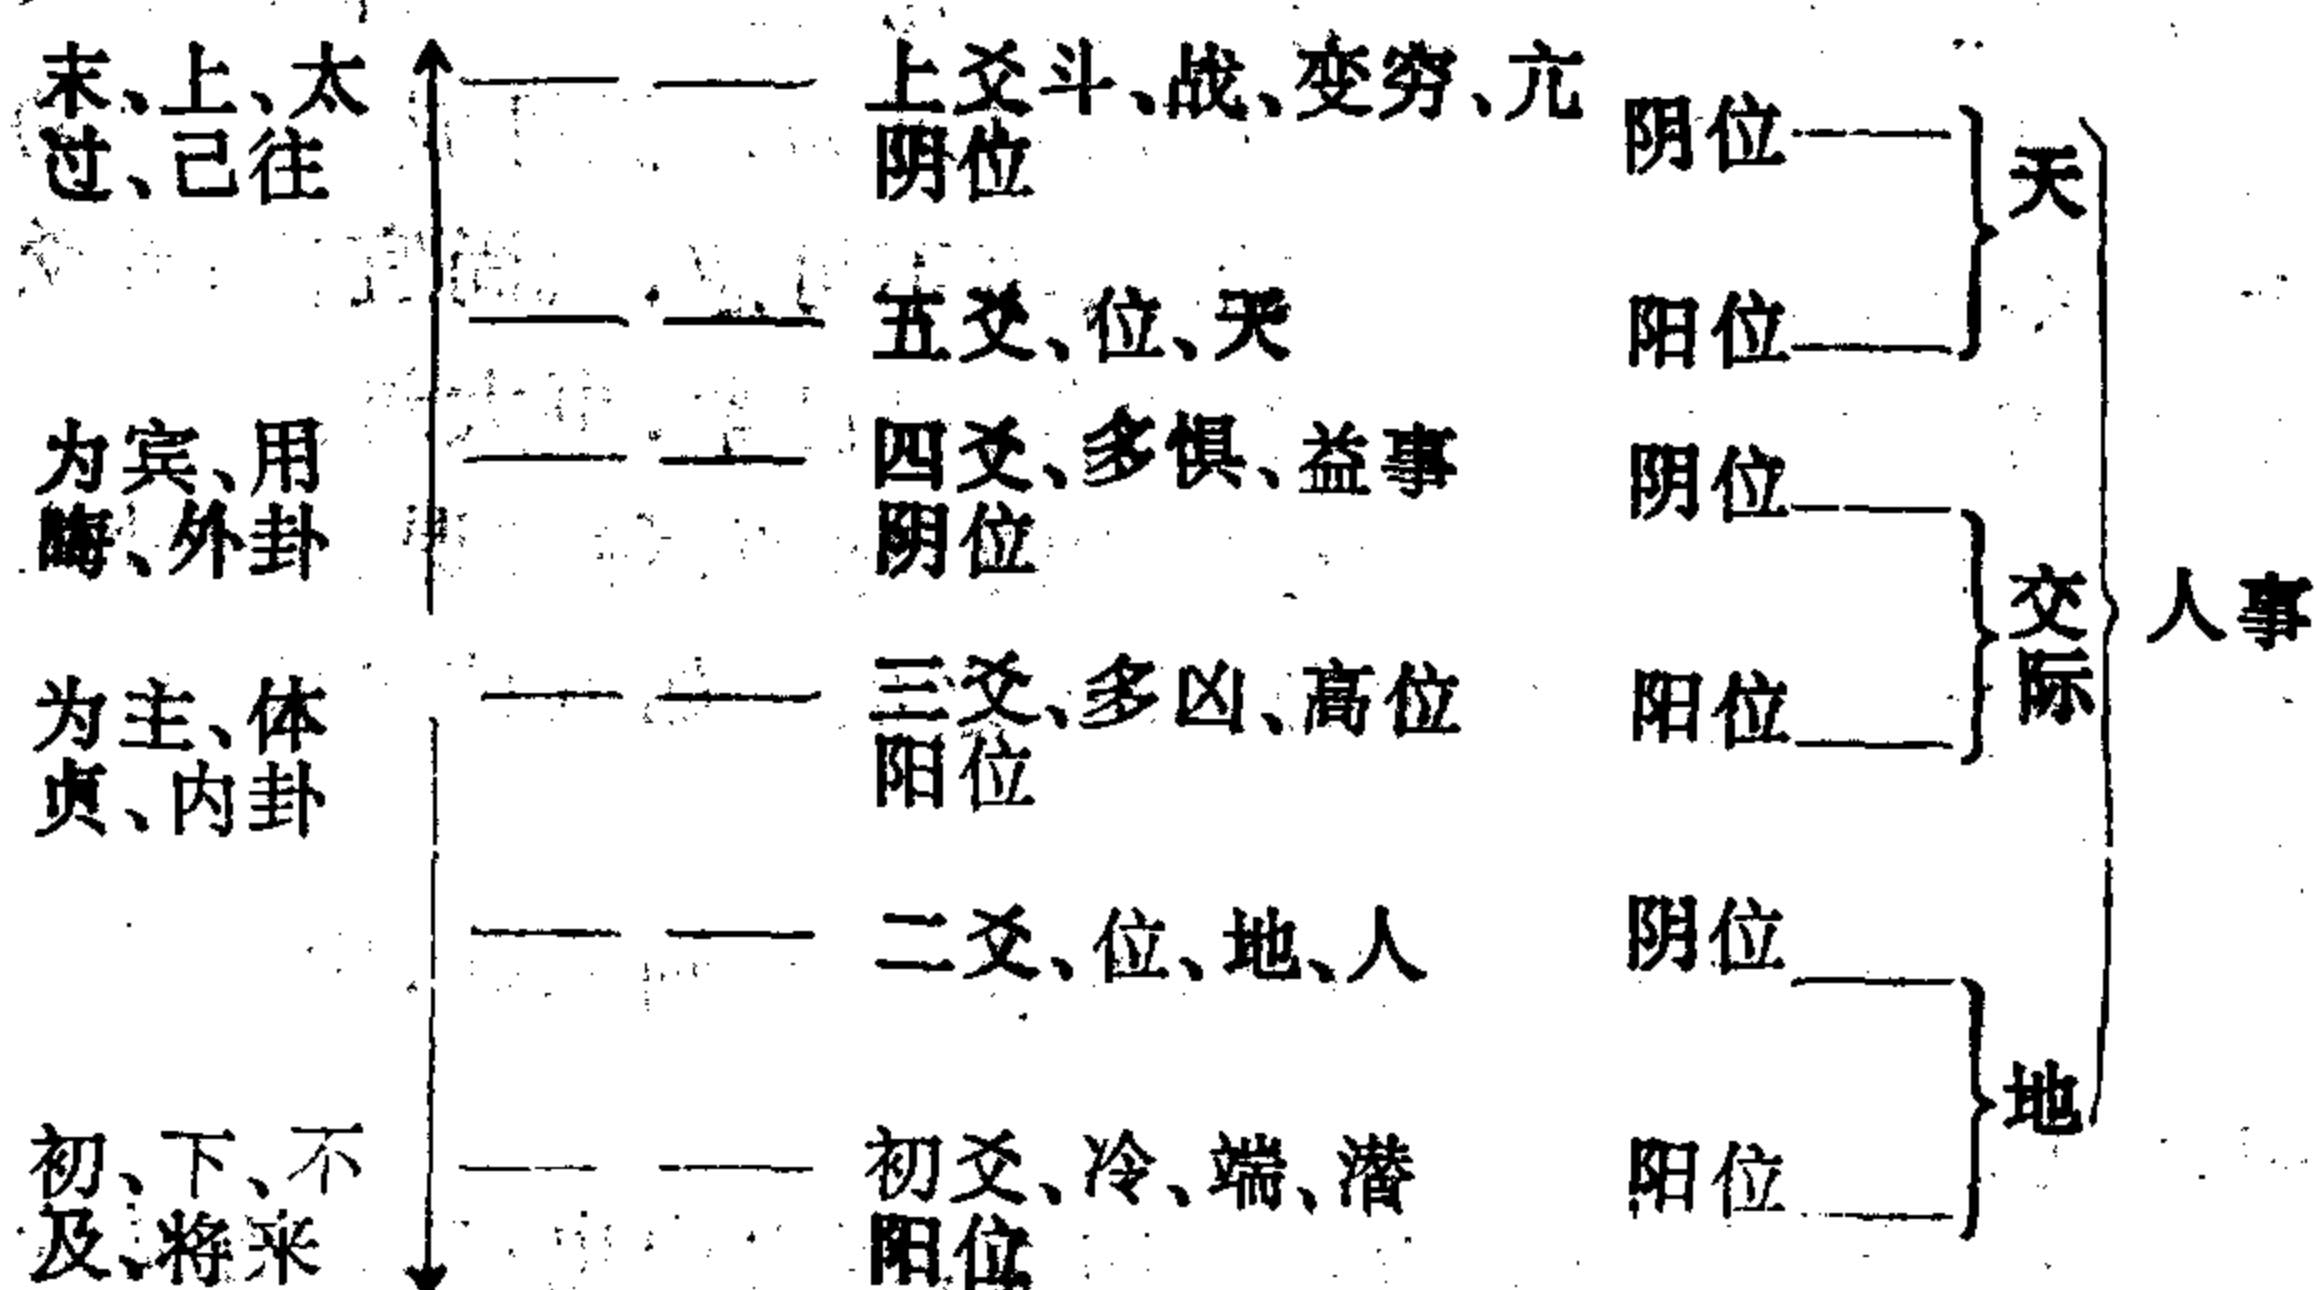 末、上、太
过、己往
上爻斗、战、变穷、亢
阴位
阴位
天
五爻、位、天
阳位
为宾、用
晦、外卦
四爻、多惧、益事
阴位
阴位
交
际
人事
为主、体
贞、内卦
三爻、多凶、高位
阳位
阳位
二爻、位、地、人
阴位
地
初、下、不
及、将来
初爻、冷、端、潜
阳位
阳位